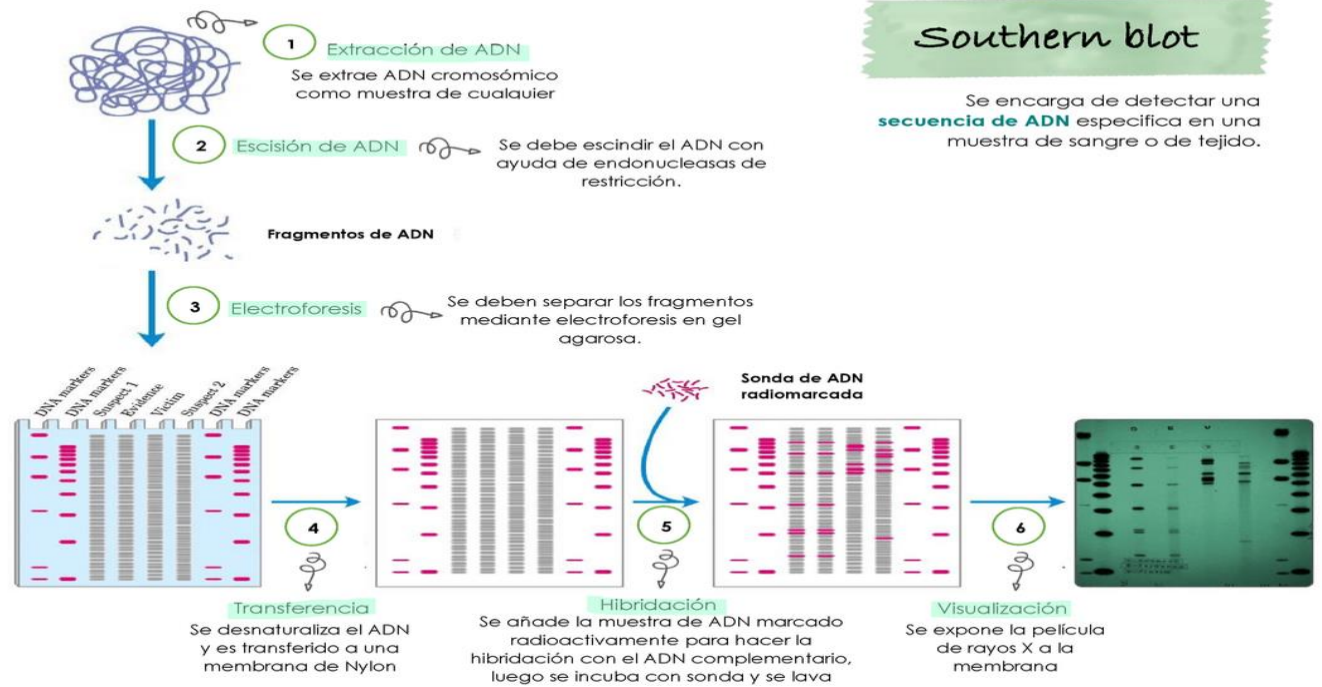 Southern blot
Se encarga de detectar una
secuencia de ADN especifica en una
muestra de sangre o de tejido.
1
Extracción de ADN
Se extrae ADN cromosómico
como muestra de cualquier
2
Escisión de ADN
Se debe escindir el ADN con
ayuda de endonucleasas de
restricción.
Fragmentos de ADN
3
Electroforesis
Se deben separar los fragmentos
mediante electroforesis en gel
agarosa.
DNA markers
DNA markers
Suspect 1
Evidence
Victim
Suspect 2
DNA markers
DNA markers
Sonda de ADN
radiomarcada
4
Transferencia
Se desnaturaliza el ADN
y es transferido a una
membrana de Nylon
5
Hibridación
Se añade la muestra de ADN marcado
radioactivamente para hacer la
hibridación con el ADN complementario,
luego se incuba con sonda y se lava
6
Visualización
Se expone la película
de rayos X a la
membrana